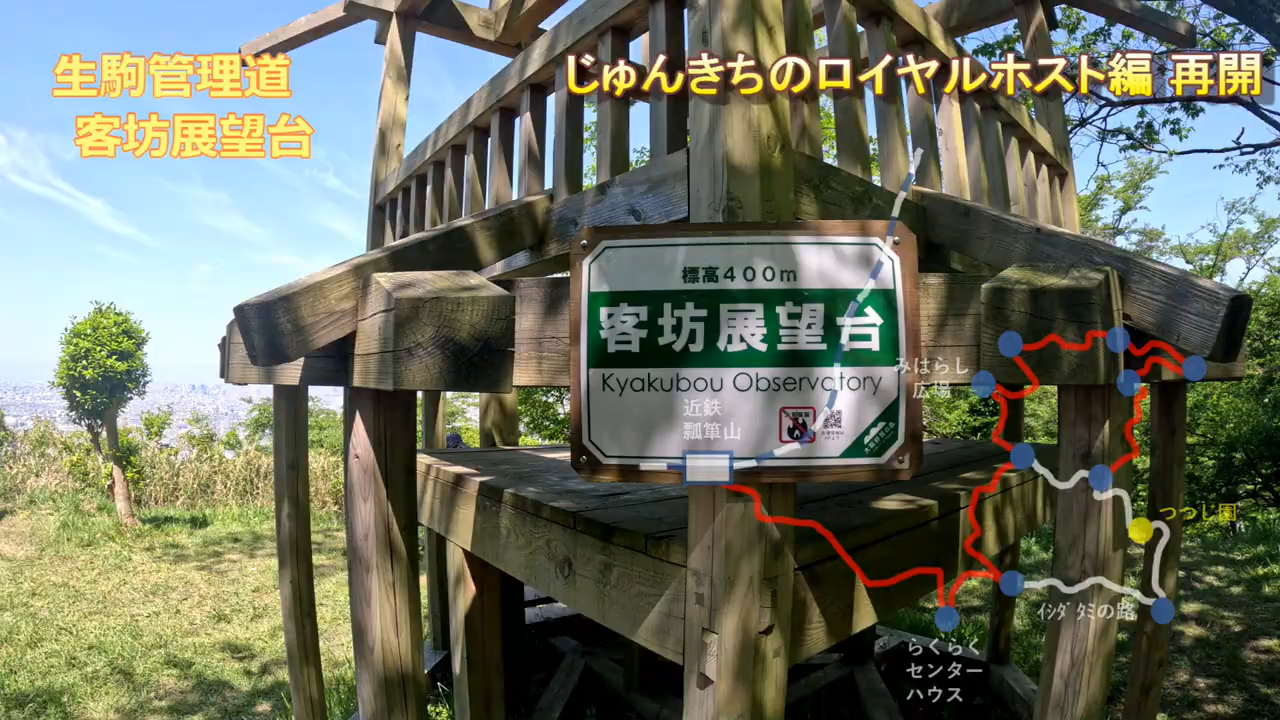 生駒管理道
客坊展望台
じゅんきちのロイヤルホスト編 再開
標高400m
客坊展望台
Kyakubou Observatory
近鉄
瓢箪山
みはらし
広場
つつじ園
ｲｼﾀﾞﾀﾐの路
らくらく
センター
ハウス